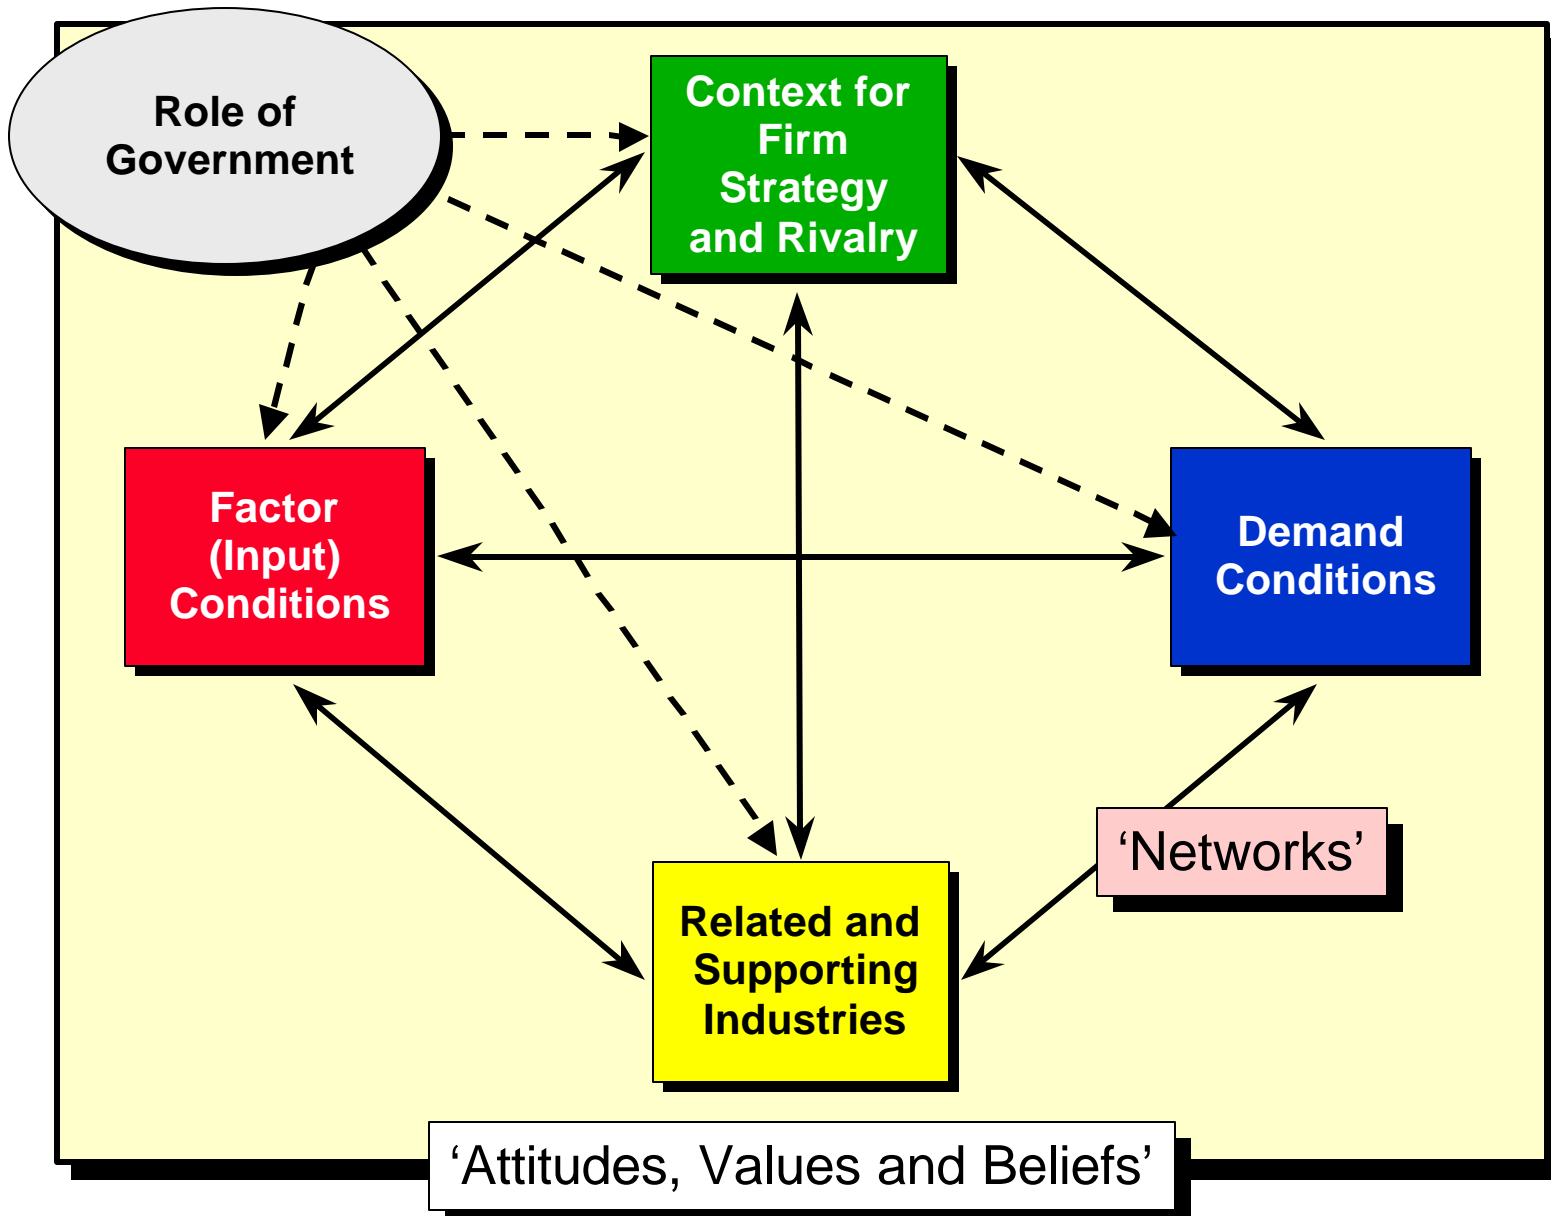 Role of
Government
Context for
Firm
Strategy
and Rivalry
Factor
(Input)
Conditions
Demand
Conditions
‘Networks’
Related and
Supporting
Industries
‘Attitudes, Values and Beliefs’